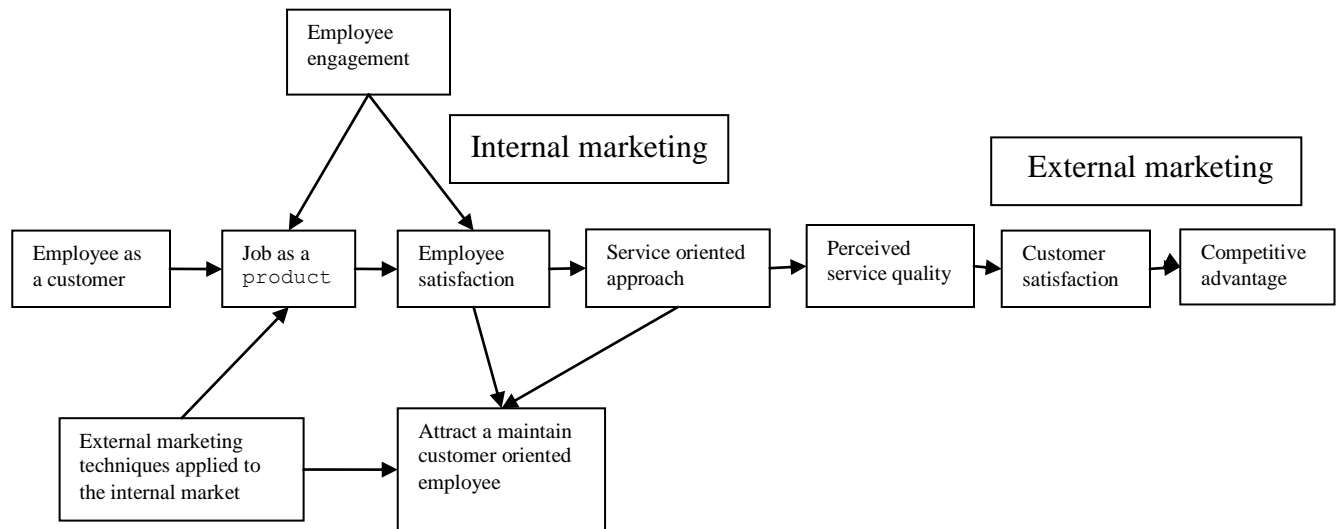 Employee
engagement
Internal marketing
External marketing
Employee as
a customer
Job as a
product
Employee
satisfaction
Service oriented
approach
Perceived
service quality
Customer
satisfaction
Competitive
advantage
External marketing
techniques applied to
the internal market
Attract a maintain
customer oriented
employee